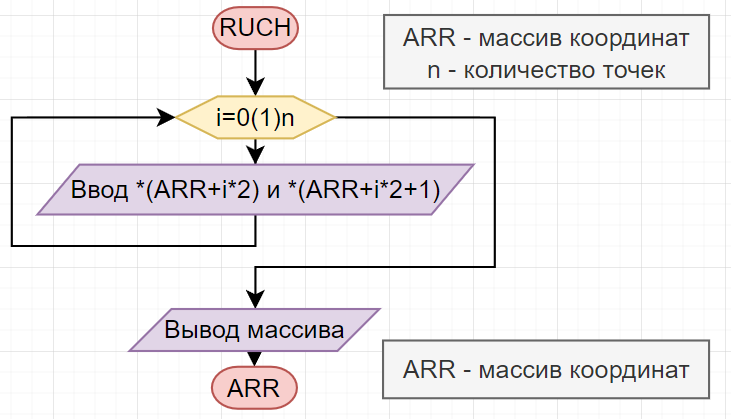 RUCH
ARR - массив координат
n - количество точек
i=0(1)n
Ввод *(ARR+i*2) и *(ARR+i*2+1)
Вывод массива
ARR
ARR - массив координат